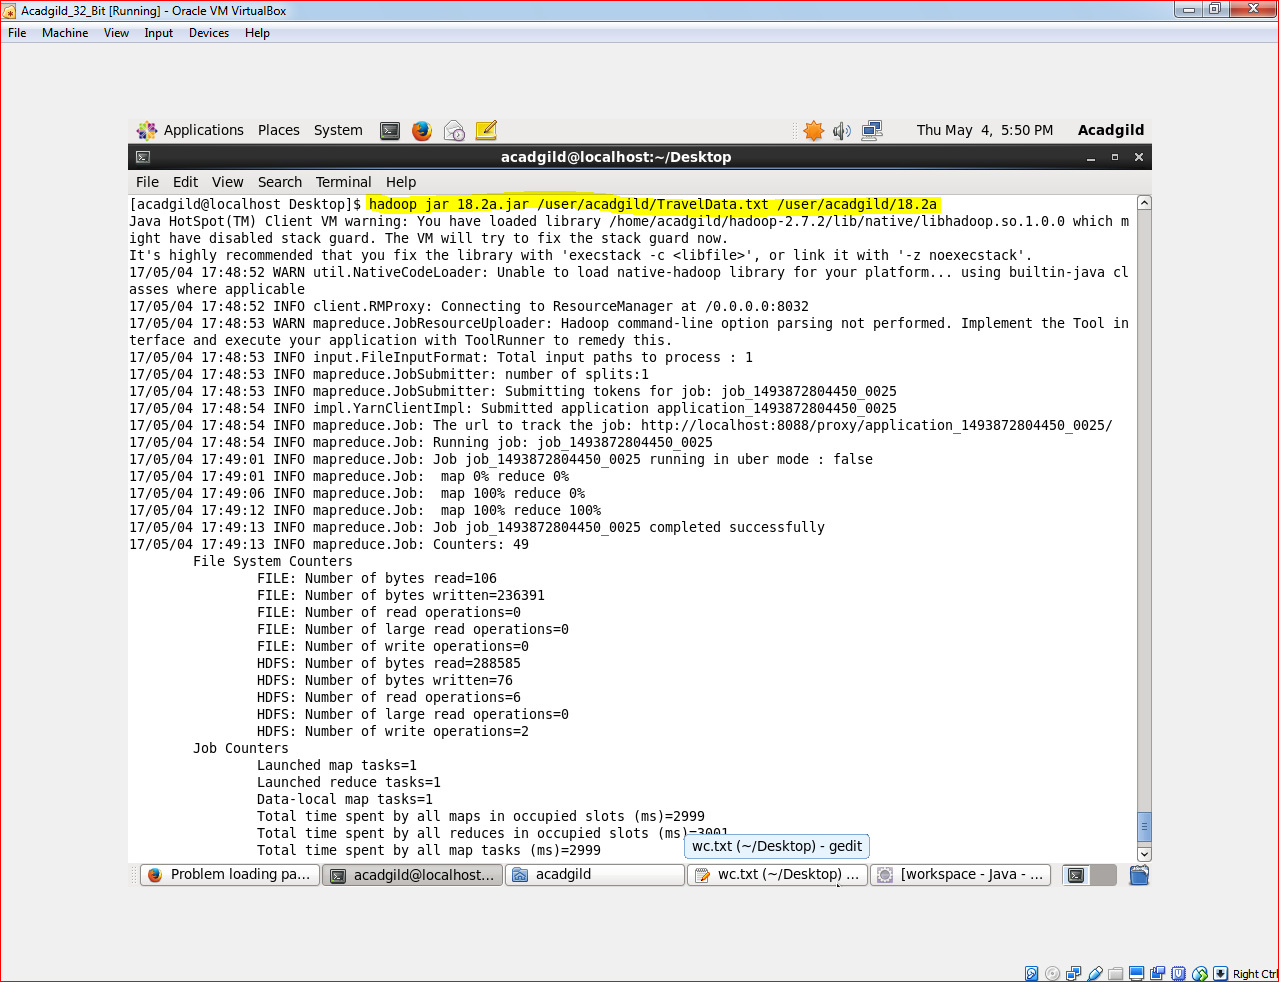 Acadgild_32_Bit [Running] - Oracle VM VirtualBox
File Machine View Input Devices Help
Applications Places System Thu May 4, 5:50 PM Acadgild
acadgild@localhost:~/Desktop
File Edit View Search Terminal Help
[acadgild@localhost Desktop]$ hadoop jar 18.2a.jar /user/acadgild/TravelData.txt /user/acadgild/18.2a
Java HotSpot(TM) Client VM warning: You have loaded library /home/acadgild/hadoop-2.7.2/lib/native/libhadoop.so.1.0.0 which m
ight have disabled stack guard. The VM will try to fix the stack guard now.
It's highly recommended that you fix the library with 'execstack -c <libfile>', or link it with '-z noexecstack'.
17/05/04 17:48:52 WARN util.NativeCodeLoader: Unable to load native-hadoop library for your platform... using builtin-java cl
asses where applicable
17/05/04 17:48:52 INFO client.RMProxy: Connecting to ResourceManager at /0.0.0.0:8032
17/05/04 17:48:53 WARN mapreduce.JobResourceUploader: Hadoop command-line option parsing not performed. Implement the Tool in
terface and execute your application with ToolRunner to remedy this.
17/05/04 17:48:53 INFO input.FileInputFormat: Total input paths to process : 1
17/05/04 17:48:53 INFO mapreduce.JobSubmitter: number of splits:1
17/05/04 17:48:53 INFO mapreduce.JobSubmitter: Submitting tokens for job: job_1493872804450_0025
17/05/04 17:48:54 INFO impl.YarnClientImpl: Submitted application application_1493872804450_0025
17/05/04 17:48:54 INFO mapreduce.Job: The url to track the job: http://localhost:8088/proxy/application_1493872804450_0025/
17/05/04 17:48:54 INFO mapreduce.Job: Running job: job_1493872804450_0025
17/05/04 17:49:01 INFO mapreduce.Job: Job job_1493872804450_0025 running in uber mode : false
17/05/04 17:49:01 INFO mapreduce.Job:  map 0% reduce 0%
17/05/04 17:49:06 INFO mapreduce.Job:  map 100% reduce 0%
17/05/04 17:49:12 INFO mapreduce.Job:  map 100% reduce 100%
17/05/04 17:49:13 INFO mapreduce.Job: Job job_1493872804450_0025 completed successfully
17/05/04 17:49:13 INFO mapreduce.Job: Counters: 49
File System Counters
FILE: Number of bytes read=106
FILE: Number of bytes written=236391
FILE: Number of read operations=0
FILE: Number of large read operations=0
FILE: Number of write operations=0
HDFS: Number of bytes read=288585
HDFS: Number of bytes written=76
HDFS: Number of read operations=6
HDFS: Number of large read operations=0
HDFS: Number of write operations=2
Job Counters
Launched map tasks=1
Launched reduce tasks=1
Data-local map tasks=1
Total time spent by all maps in occupied slots (ms)=2999
Total time spent by all reduces in occupied slots (ms)=3001
Total time spent by all map tasks (ms)=2999
wc.txt (~/Desktop) - gedit
Problem loading pa... acadgild@localhost... acadgild wc.txt (~/Desktop) ... [workspace - Java - ...
Right Ctrl